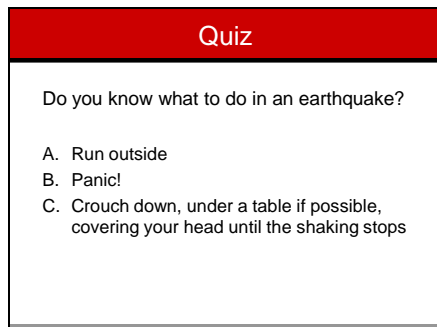 Quiz
Do you know what to do in an earthquake?
A. Run outside
B. Panic!
C. Crouch down, under a table if possible,
covering your head until the shaking stops